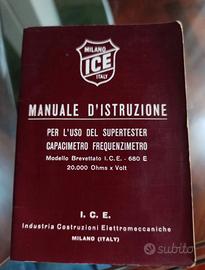 MILANO
ICE
ITALY
MANUALE D'ISTRUZIONE
PER L'USO DEL SUPERTESTER
CAPACIMETRO FREQUENZIMETRO
Modello Brevettato I.C.E. - 680 E
20.000 Ohms x Volt
I. C. E.
Industria Costruzioni Elettromeccaniche
MILANO (ITALY)
subito